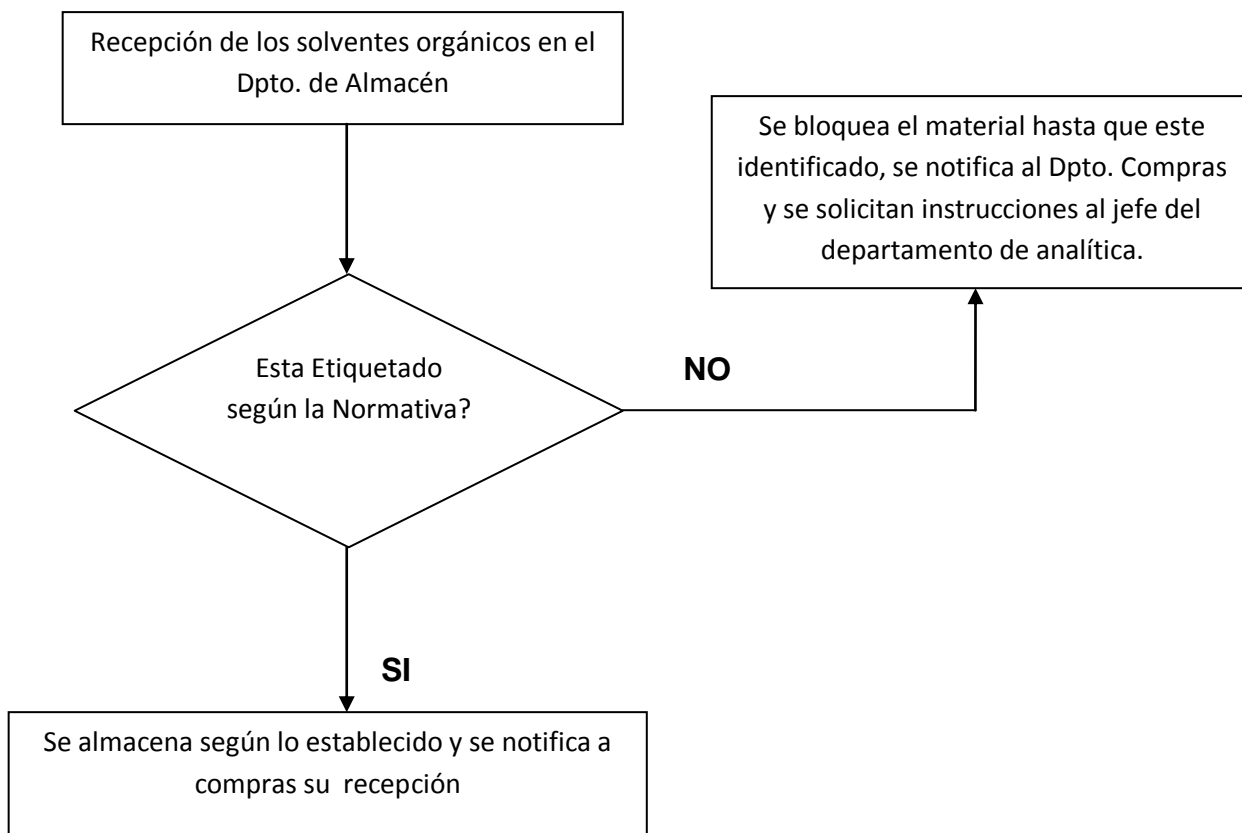 Recepción de los solventes orgánicos en el
Dpto. de Almacén
Se bloquea el material hasta que este
identificado, se notifica al Dpto. Compras
y se solicitan instrucciones al jefe del
departamento de analítica.
Esta Etiquetado
según la Normativa?
NO
SI
Se almacena según lo establecido y se notifica a
compras su recepción